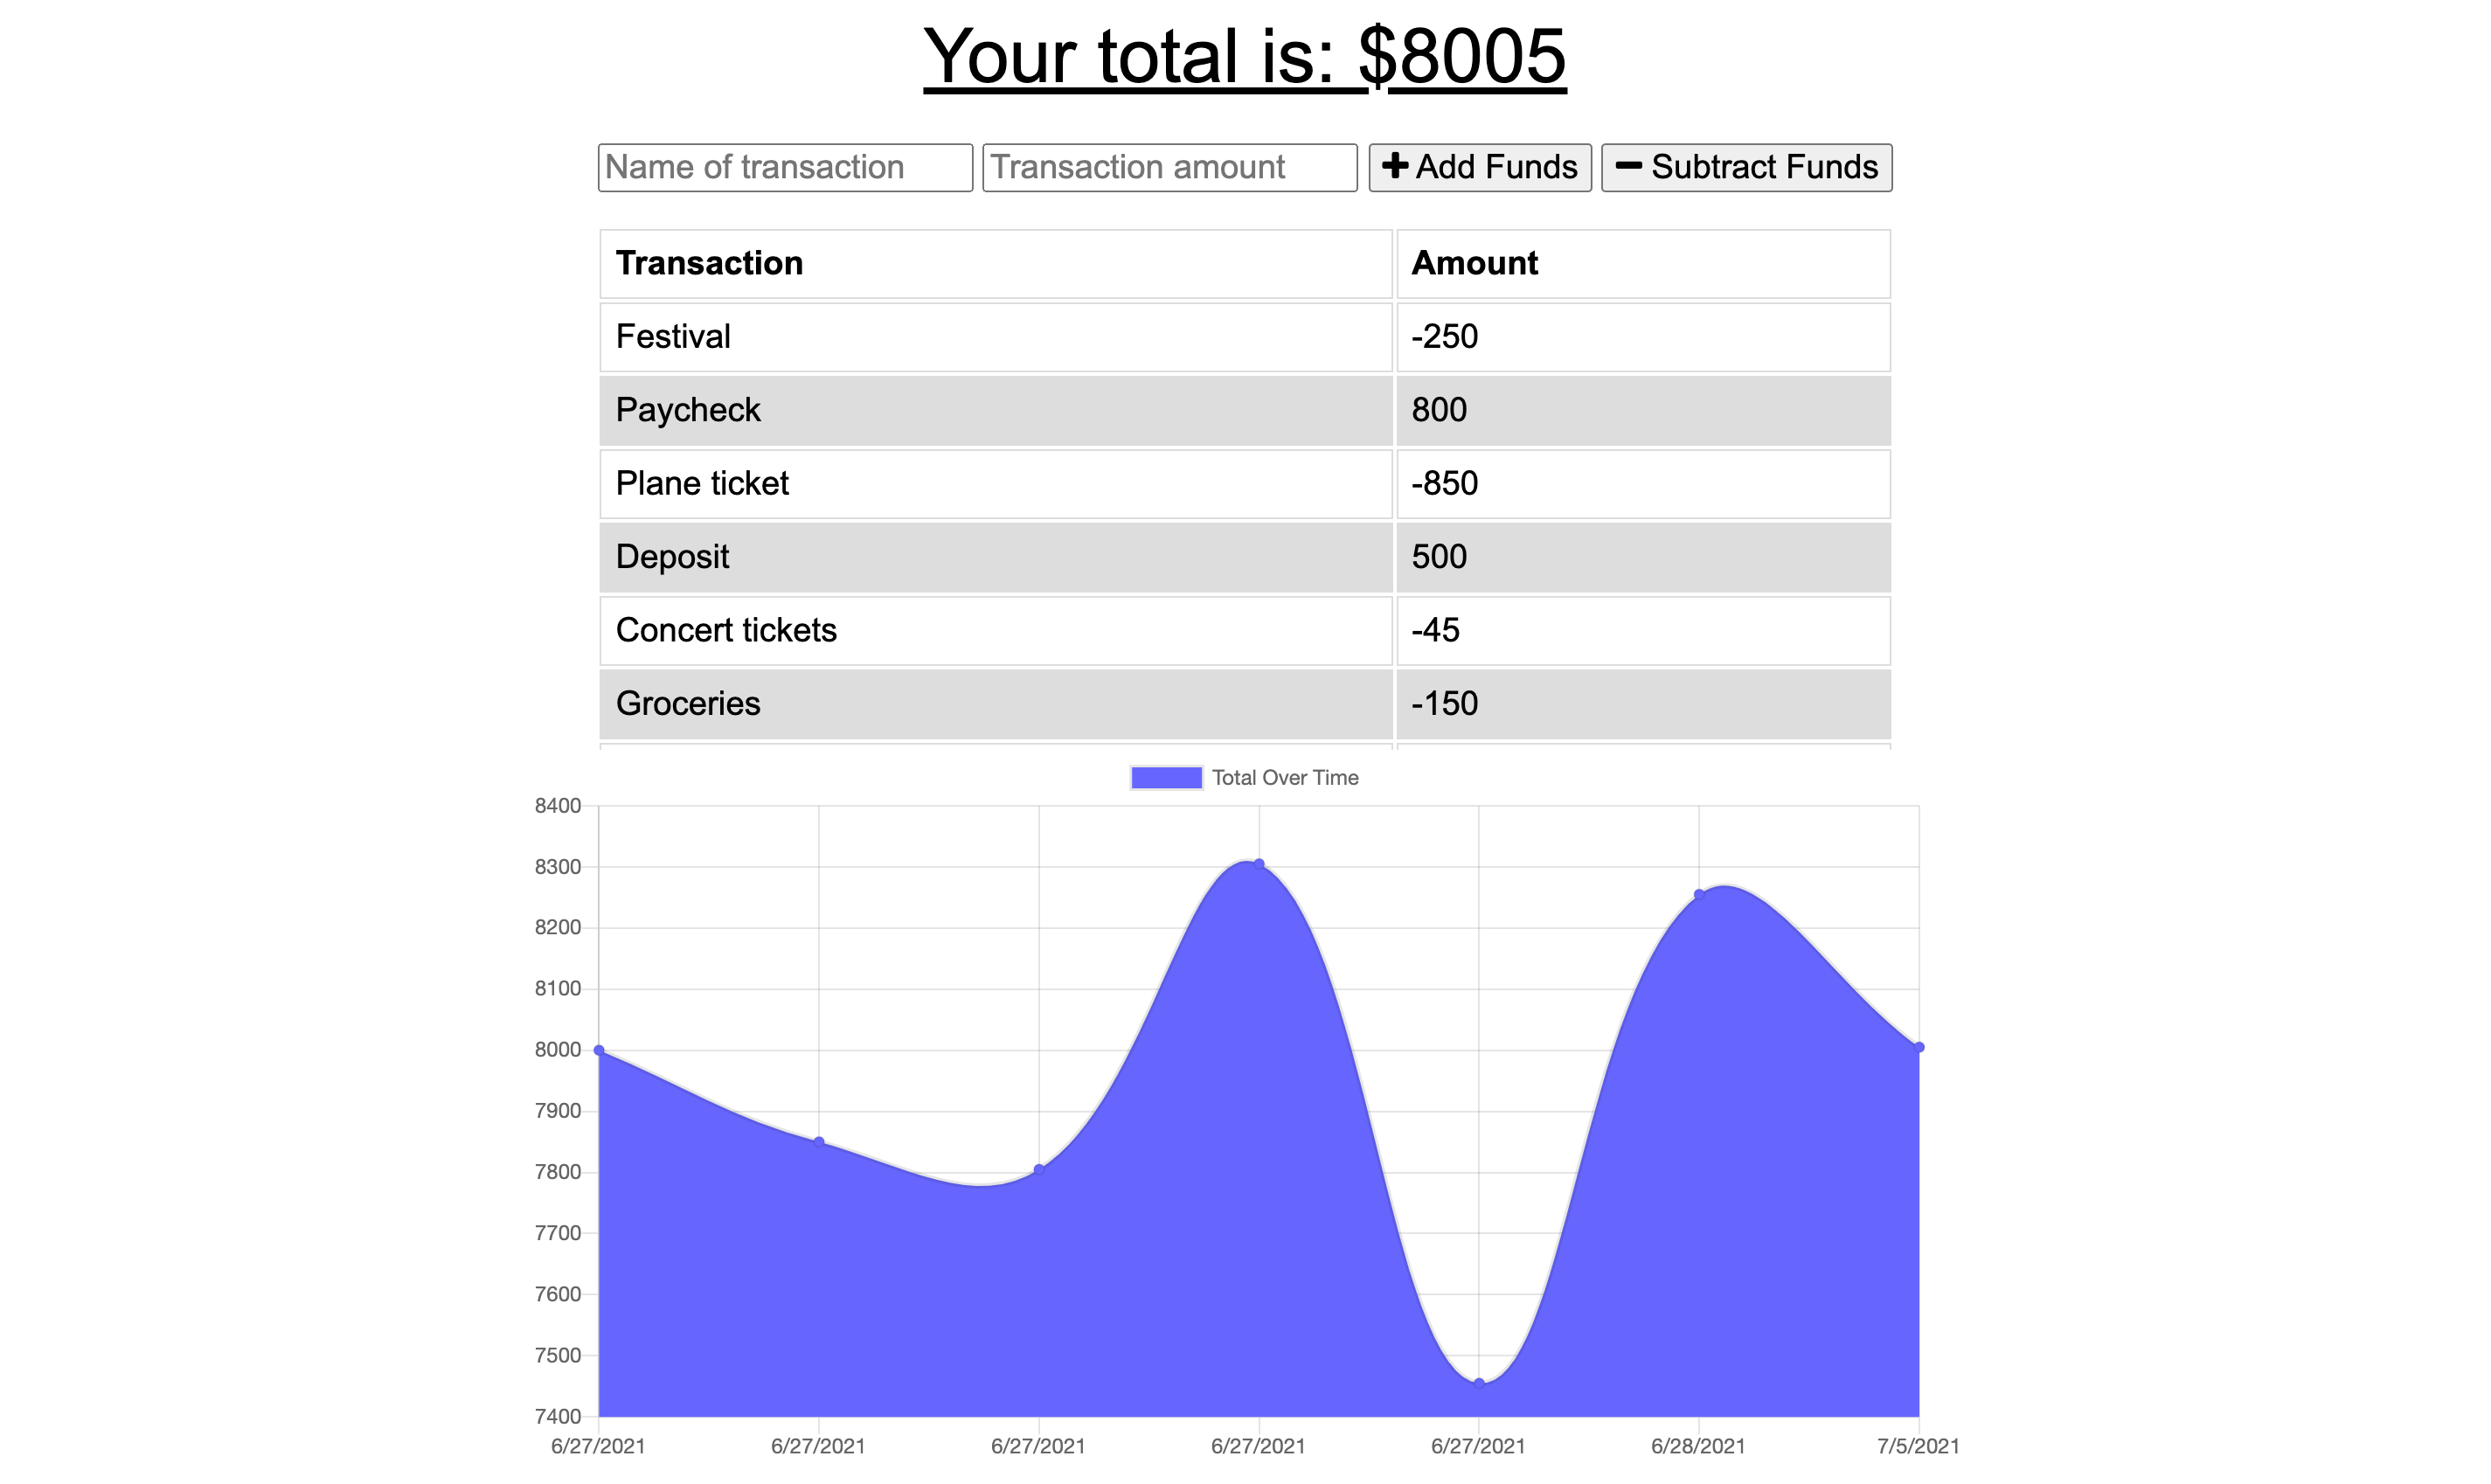 Your total is: $8005
Name of transaction Transaction amount Add Funds Subtract Funds
Transaction Amount
Festival -250
Paycheck 800
Plane ticket -850
Deposit 500
Concert tickets -45
Groceries -150
Total Over Time
8400
8300
8200
8100
8000
7900
7800
7700
7600
7500
7400
6/27/2021 6/27/2021 6/27/2021 6/27/2021 6/27/2021 6/28/2021 7/5/2021